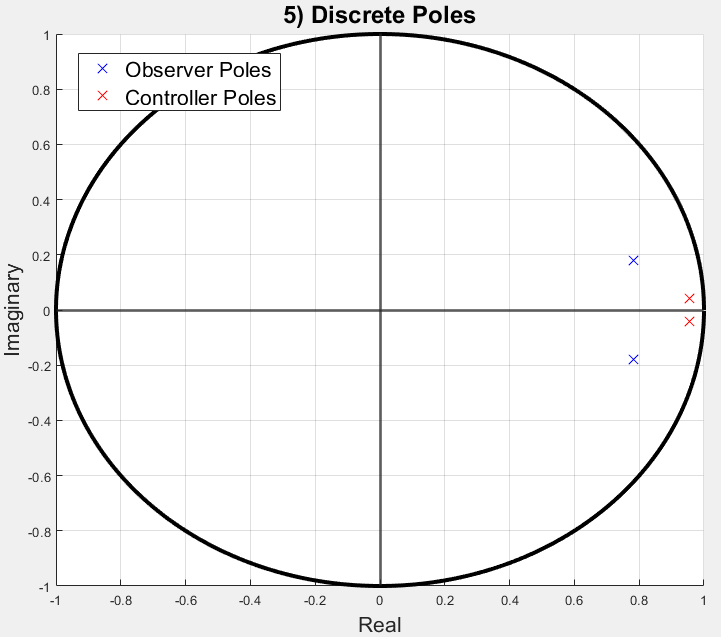 5) Discrete Poles
Observer Poles
Controller Poles
1
0.8
0.6
0.4
0.2
0
-0.2
-0.4
-0.6
-0.8
-1
Imaginary
-1 -0.8 -0.6 -0.4 -0.2 0 0.2 0.4 0.6 0.8 1
Real